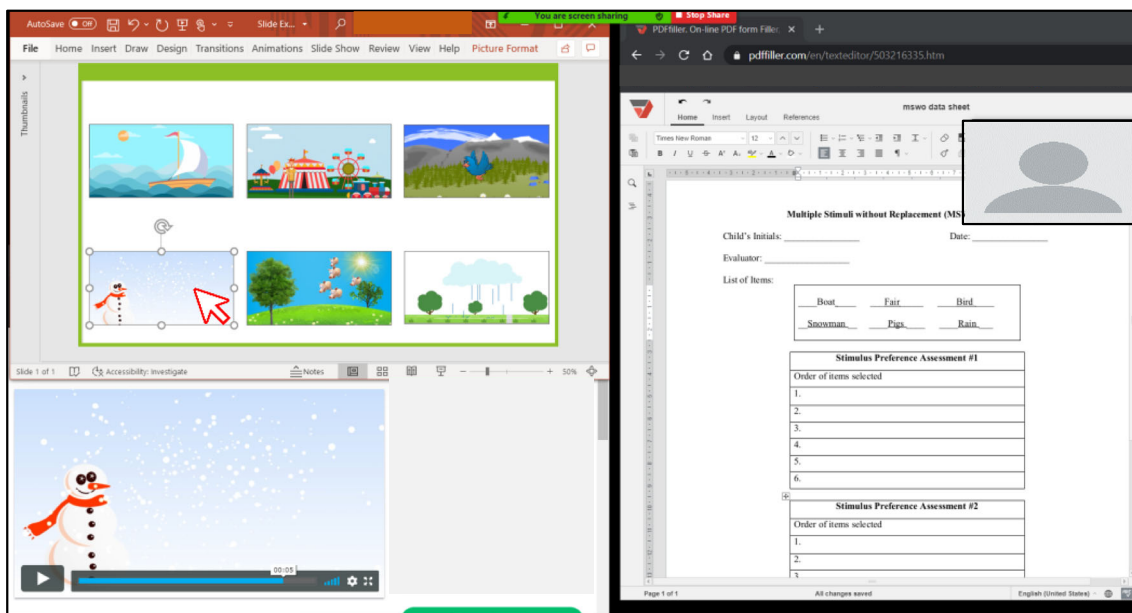 AutoSave Off Slide Ex...
You are screen sharing Stop Share
File Home Insert Draw Design Transitions Animations Slide Show Review View Help Picture Format
Thumbnails
Slide 1 of 1 Accessibility: Investigate Notes 50%
00:05
PDFfiller. On-line PDF form Filler,
pdffiller.com/en/texteditor/503216335.htm
mswo data sheet
Home Insert Layout References
Times New Roman 12
Multiple Stimuli without Replacement (MS
Child's Initials: Date:
Evaluator:
List of Items:
Boat Fair Bird
Snowman Pigs Rain
Stimulus Preference Assessment #1
Order of items selected
1.
2.
3.
4.
5.
6.
Stimulus Preference Assessment #2
Order of items selected
1.
2.
3
Page 1 of 1 All changes saved English (United States)